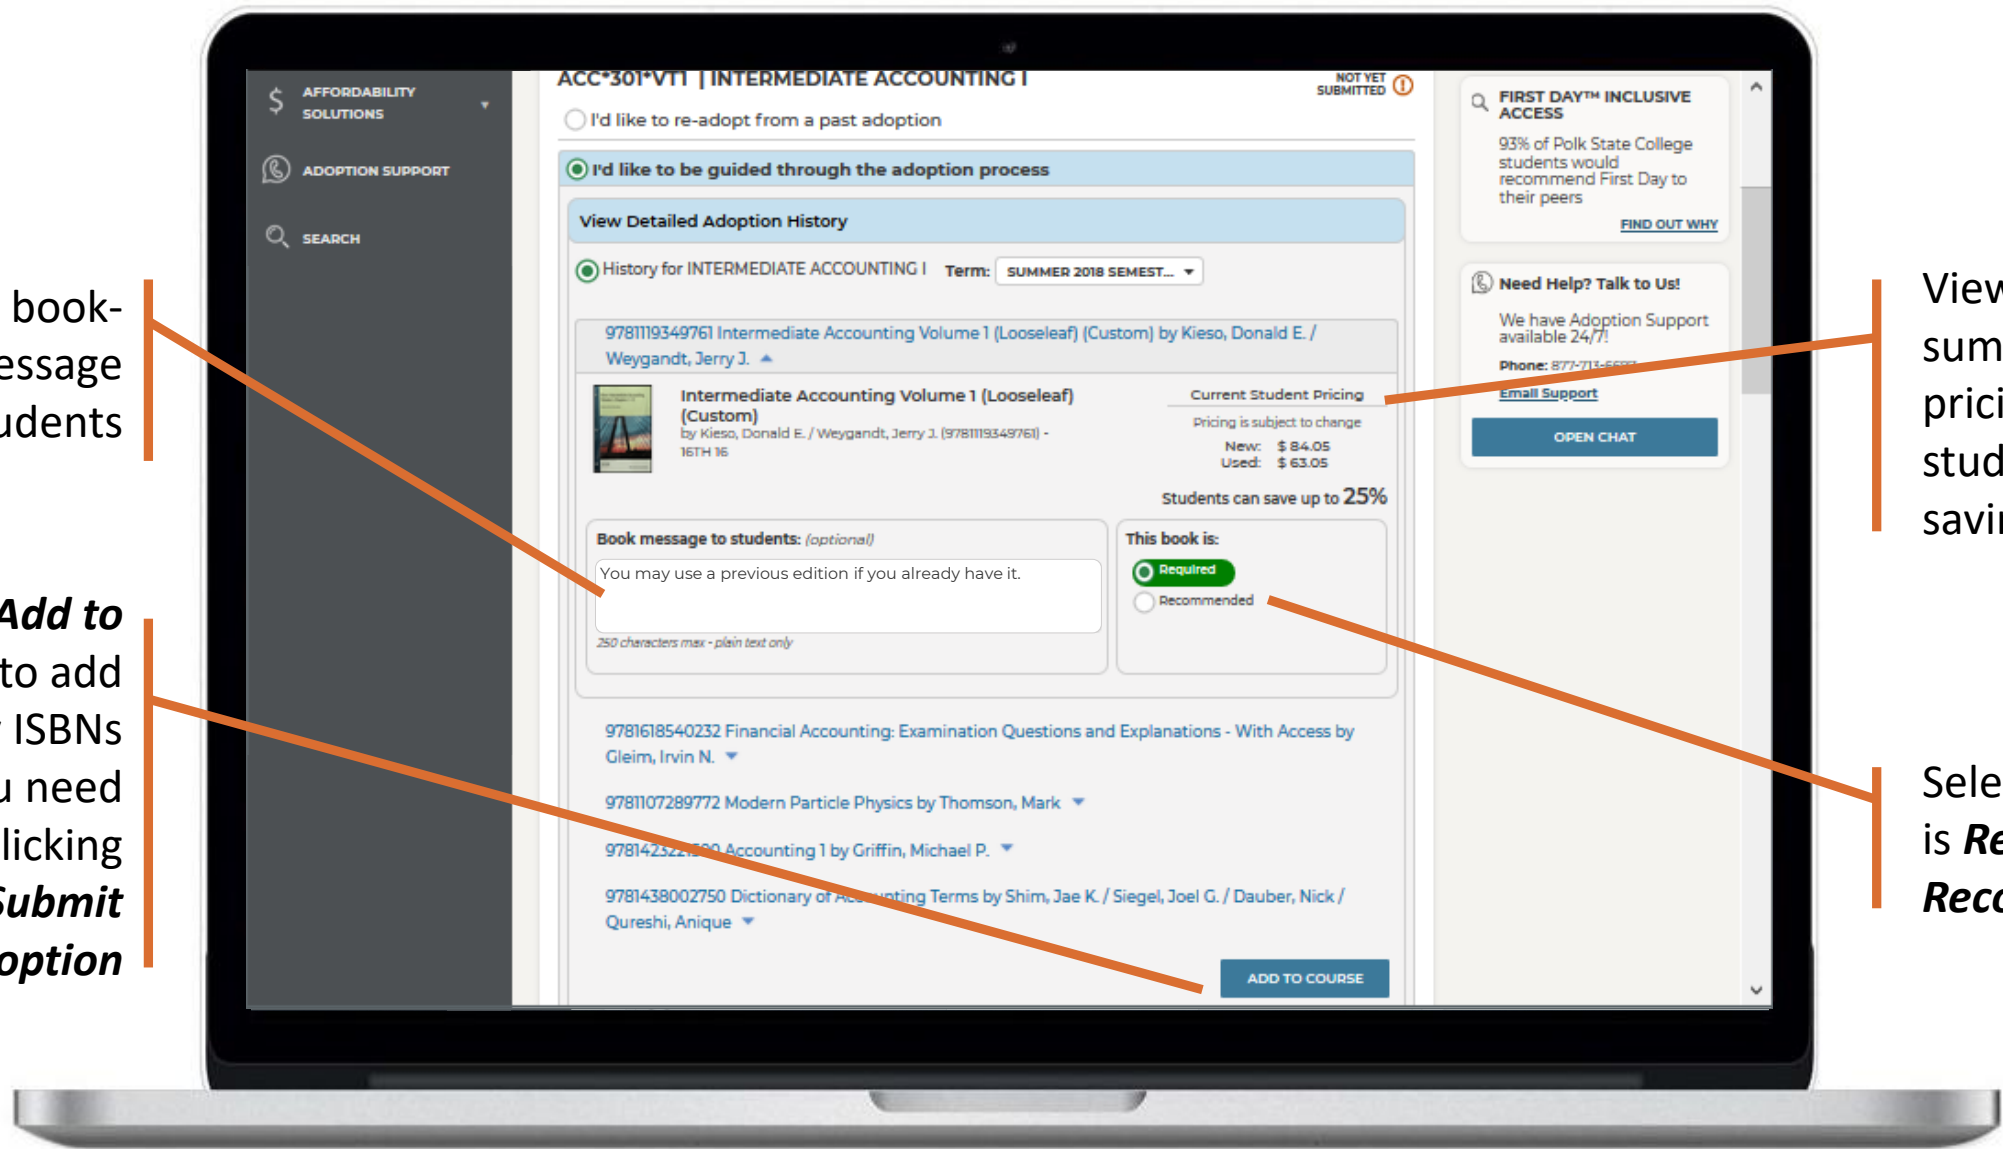 AFFORDABILITY
SOLUTIONS
ADOPTION SUPPORT
SEARCH
ACC*301*VT1 | INTERMEDIATE ACCOUNTING I
NOT YET
SUBMITTED
I'd like to re-adopt from a past adoption
I'd like to be guided through the adoption process
View Detailed Adoption History
History for INTERMEDIATE ACCOUNTING I Term: SUMMER 2018 SEMEST...
9781119349761 Intermediate Accounting Volume 1 (Looseleaf) (Custom) by Kieso, Donald E. /
Weygandt, Jerry J.
Intermediate Accounting Volume 1 (Looseleaf)
(Custom)
by Kieso, Donald E. / Weygandt, Jerry J. (9781119349761) -
16TH 16
Current Student Pricing
Pricing is subject to change
New: $ 84.05
Used: $ 63.05
Students can save up to 25%
Book message to students: (optional)
You may use a previous edition if you already have it.
250 characters max - plain text only
This book is:
Required
Recommended
9781618540232 Financial Accounting: Examination Questions and Explanations - With Access by
Gleim, Irvin N.
9781107289772 Modern Particle Physics by Thomson, Mark
Accounting 1 by Griffin, Michael P.
9781438002750 Dictionary of Accounting Terms by Shim, Jae K. / Siegel, Joel G. / Dauber, Nick /
Qureshi, Anique
ADD TO COURSE
FIRST DAY™ INCLUSIVE
ACCESS
93% of Polk State College
students would
recommend First Day to
their peers
FIND OUT WHY
Need Help? Talk to Us!
We have Adoption Support
available 24/7!
Phone:
Email Support
OPEN CHAT
book-
essage
udents
Add to
to add
ISBNs
u need
licking
Submit
option
View
sum
prici
stud
savin
Sele
is Re
Reco